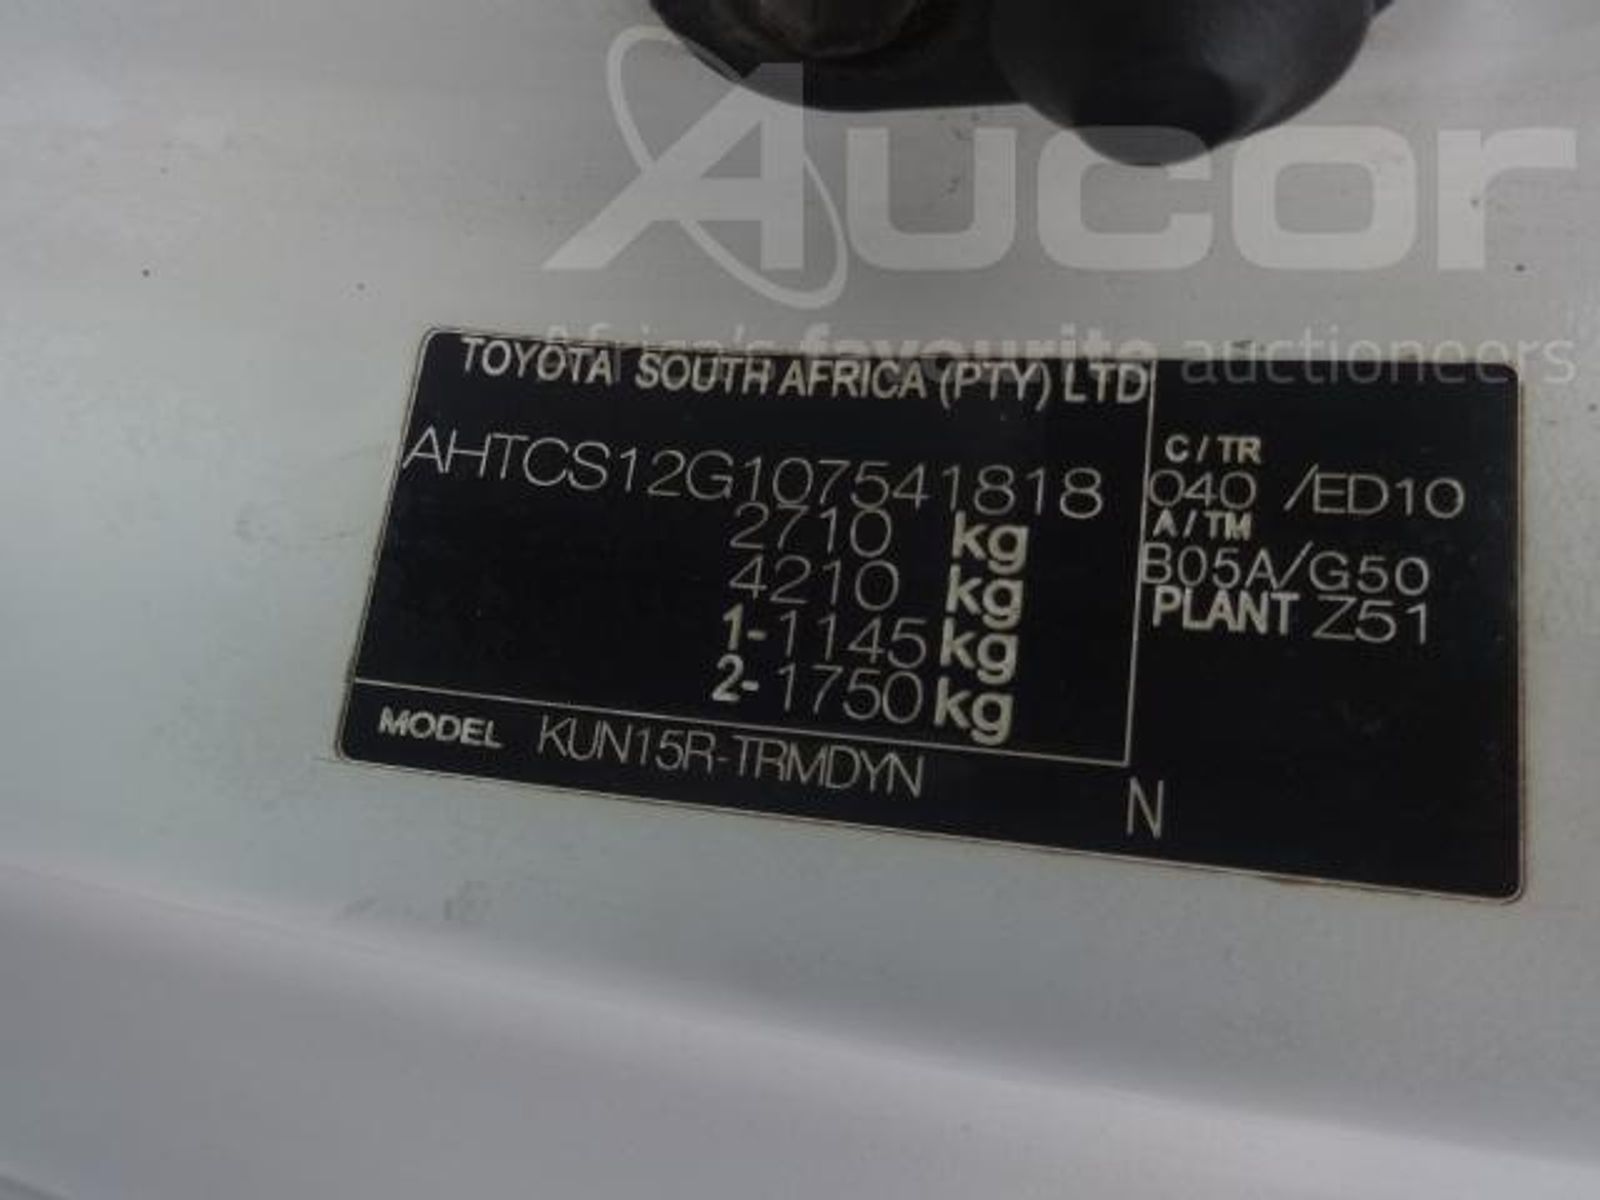 Aucor
Africa's favourite auctioneers
TOYOTA SOUTH AFRICA (PTY) LTD
AHTCS12G107541818
2710 kg
4210 kg
1-1145 kg
2-1750 kg
MODEL KUN15R-TRMDYN
C/TR
040 /ED10
A/TM
B05A/G50
PLANT Z51
N